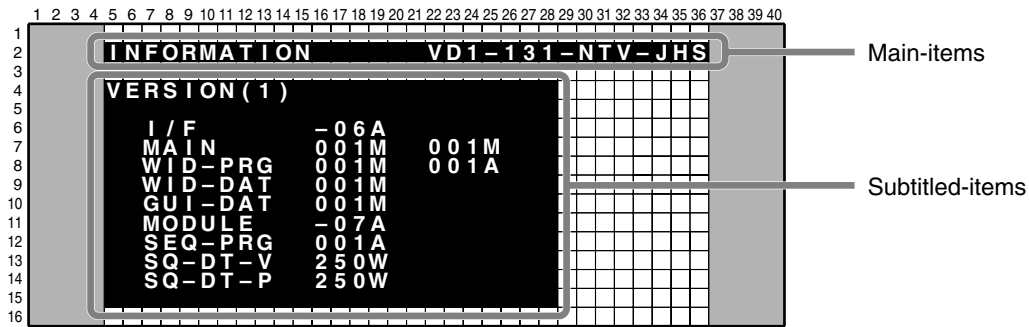 1 2 3 4 5 6 7 8 9 10 11 12 13 14 15 16 17 18 19 20 21 22 23 24 25 26 27 28 29 30 31 32 33 34 35 36 37 38 39 40
1
2 INFORMATION VD1–131–NTV–JHS Main-items
3
4 VERSION(1)
5
6 I/F –06A
7 MAIN 001M 001M
8 WID–PRG 001M 001A
9 WID–DAT 001M Subtitled-items
10 GUI–DAT 001M
11 MODULE –07A
12 SEQ–PRG 001A
13 SQ–DT–V 250W
14 SQ–DT–P 250W
15
16